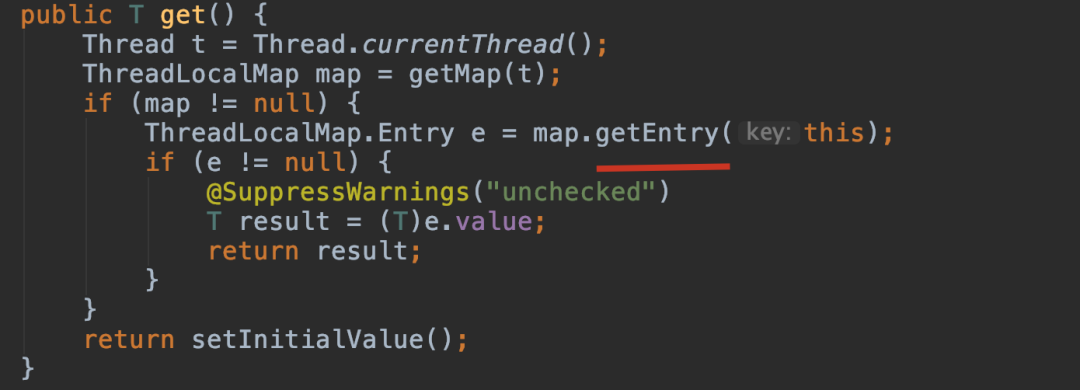 public T get() {
    Thread t = Thread.currentThread();
    ThreadLocalMap map = getMap(t);
    if (map != null) {
        ThreadLocalMap.Entry e = map.getEntry( key: this);
        if (e != null) {
            @SuppressWarnings("unchecked")
            T result = (T)e.value;
            return result;
        }
    }
    return setInitialValue();
}